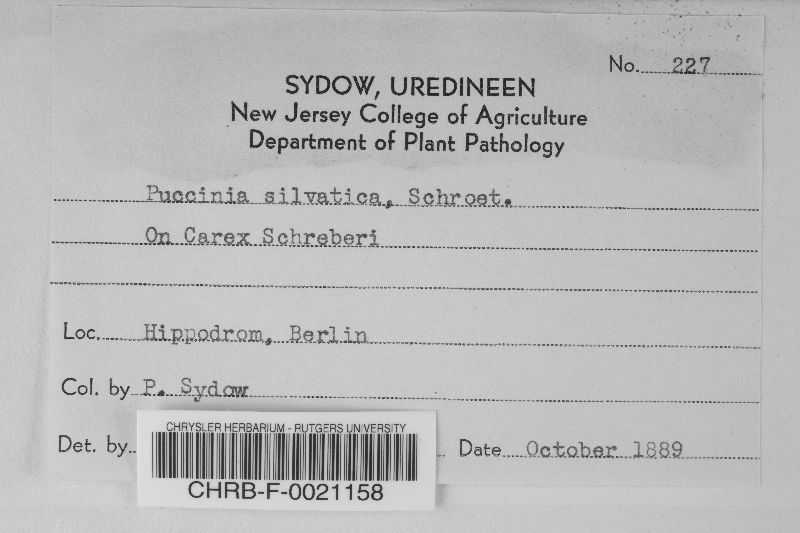 No. 227
SYDOW, UREDINEEN
New Jersey College of Agriculture
Department of Plant Pathology
Puccinia silvatica, Schroet.
On Carex Schreberi
Loc. Hippodrom, Berlin
Col. by P. Sydow
Det. by
Date October 1889
CHRYSLER HERBARIUM - RUTGERS UNIVERSITY
CHRB-F-0021158